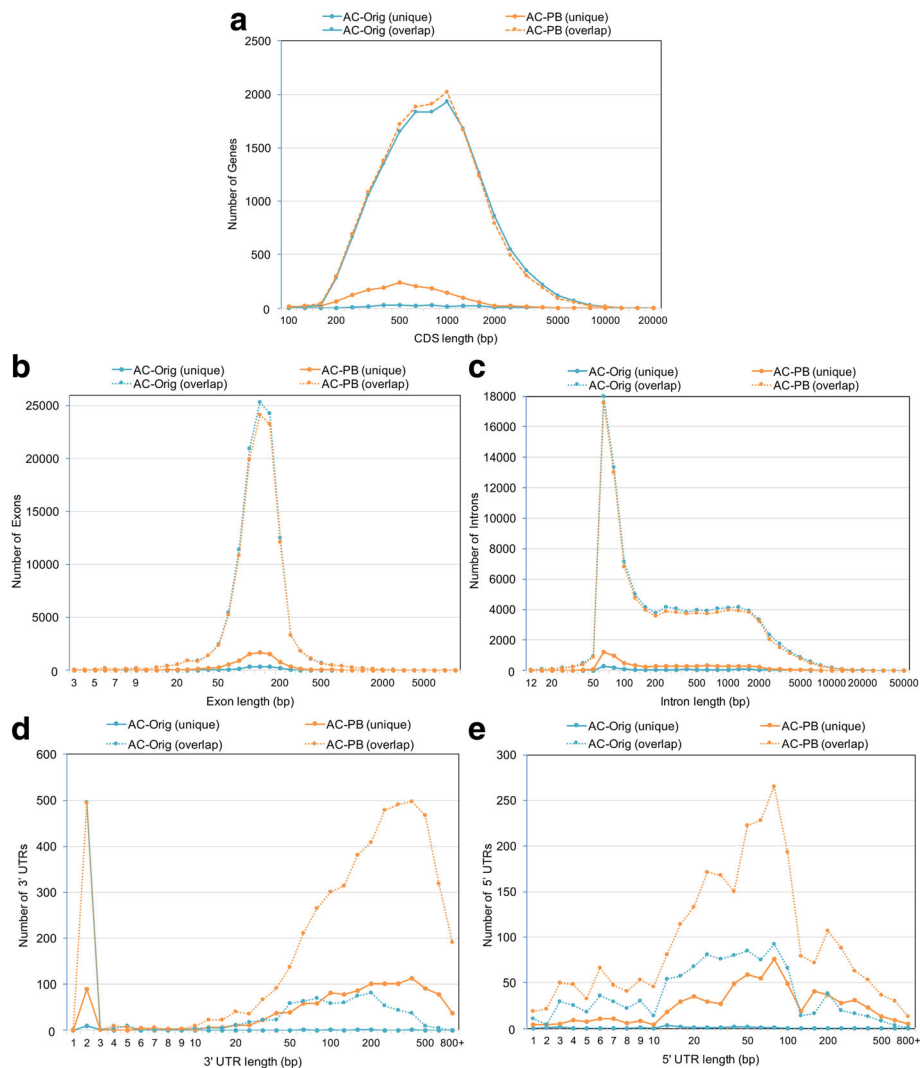 a
AC-Orig (unique) AC-PB (unique)
AC-Orig (overlap) AC-PB (overlap)
2500
2000
1500
1000
500
0
Number of Genes
100 200 500 1000 2000 5000 10000 20000
CDS length (bp)
b
AC-Orig (unique) AC-PB (unique)
AC-Orig (overlap) AC-PB (overlap)
25000
20000
15000
10000
5000
0
Number of Exons
3 5 7 9 20 50 100 200 500 1000 2000 5000
Exon length (bp)
c
AC-Orig (unique) AC-PB (unique)
AC-Orig (overlap) AC-PB (overlap)
18000
16000
14000
12000
10000
8000
6000
4000
2000
0
Number of Introns
12 20 50 100 200 500 1000 2000 5000 10000 20000 50000
Intron length (bp)
d
AC-Orig (unique) AC-PB (unique)
AC-Orig (overlap) AC-PB (overlap)
600
500
400
300
200
100
0
Number of 3' UTRs
1 2 3 4 5 6 7 8 9 10 20 50 100 200 500 800+
3' UTR length (bp)
e
AC-Orig (unique) AC-PB (unique)
AC-Orig (overlap) AC-PB (overlap)
300
250
200
150
100
50
0
Number of 5' UTRs
1 2 3 4 5 6 7 8 9 10 20 50 100 200 500 800+
5' UTR length (bp)